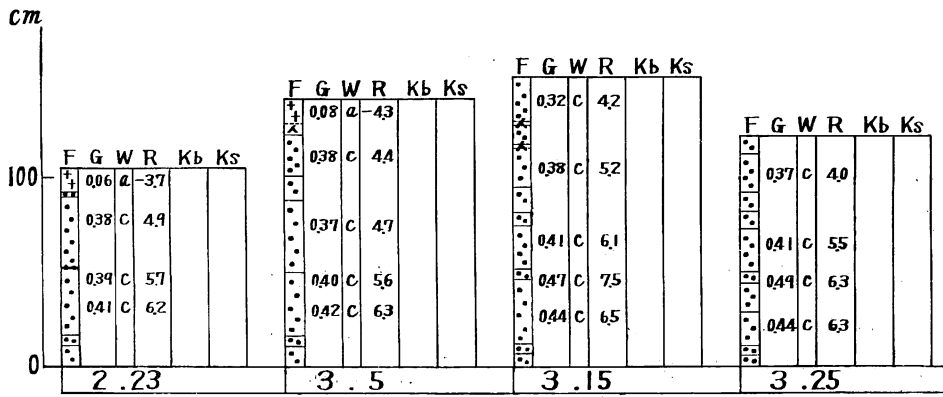 cm
F G W R Kb Ks
0.32 c 4.2
0.38 c 5.2
0.41 c 6.1
0.47 c 7.5
0.44 c 6.5
F G W R Kb Ks
0.08 a -4.3
0.38 c 4.4
0.37 c 4.7
0.40 c 5.6
0.42 c 6.3
F G W R Kb Ks
0.37 c 4.0
0.41 c 5.5
0.49 c 6.3
0.44 c 6.3
F G W R Kb Ks
0.06 a -3.7
0.38 c 4.9
0.39 c 5.7
0.41 c 6.2
100
0
2.23
3.5
3.15
3.25